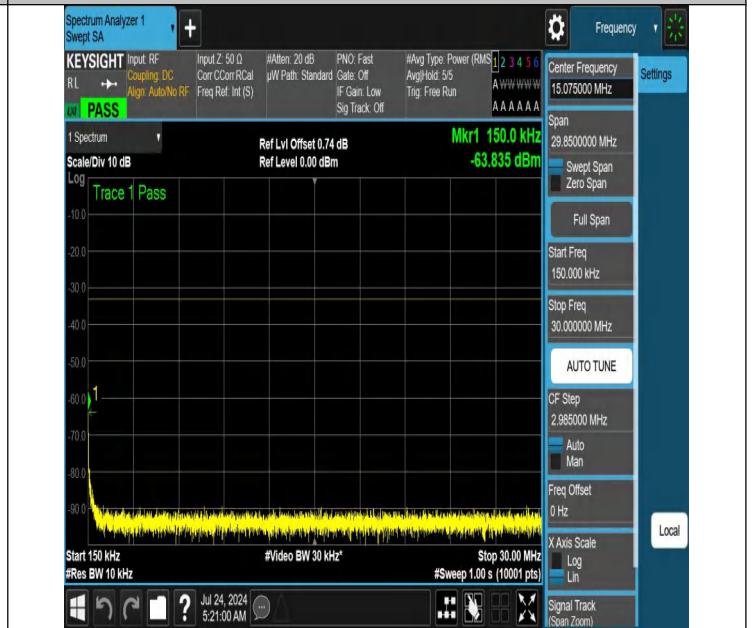 Spectrum Analyzer 1
Swept SA
+
Frequency
KEYSIGHT
RL
PASS
Input: RF
Coupling: DC
Align: Auto/No RF
Input Z: 50 Ω
Corr CCorr RCal
Freq Ref: Int (S)
#Atten: 20 dB
µW Path: Standard
PNO: Fast
Gate: Off
IF Gain: Low
Sig Track: Off
#Avg Type: Power (RMS
Avg|Hold: 5/5
Trig: Free Run
1 2 3 4 5 6
A W W W W W
A A A A A A
1 Spectrum
Scale/Div 10 dB
Ref Lvl Offset 0.74 dB
Ref Level 0.00 dBm
Mkr1 150.0 kHz
-63.835 dBm
Log
Trace 1 Pass
-10.0
-20.0
-30.0
-40.0
-50.0
-60.0
-70.0
-80.0
-90.0
1
Start 150 kHz
#Res BW 10 kHz
#Video BW 30 kHz*
Stop 30.00 MHz
#Sweep 1.00 s (10001 pts)
Center Frequency
15.075000 MHz
Settings
Span
29.8500000 MHz
Swept Span
Zero Span
Full Span
Start Freq
150.000 kHz
Stop Freq
30.000000 MHz
AUTO TUNE
CF Step
2.985000 MHz
Auto
Man
Freq Offset
0 Hz
Local
X Axis Scale
Log
Lin
Signal Track
(Span Zoom)
?
Jul 24, 2024
5:21:00 AM